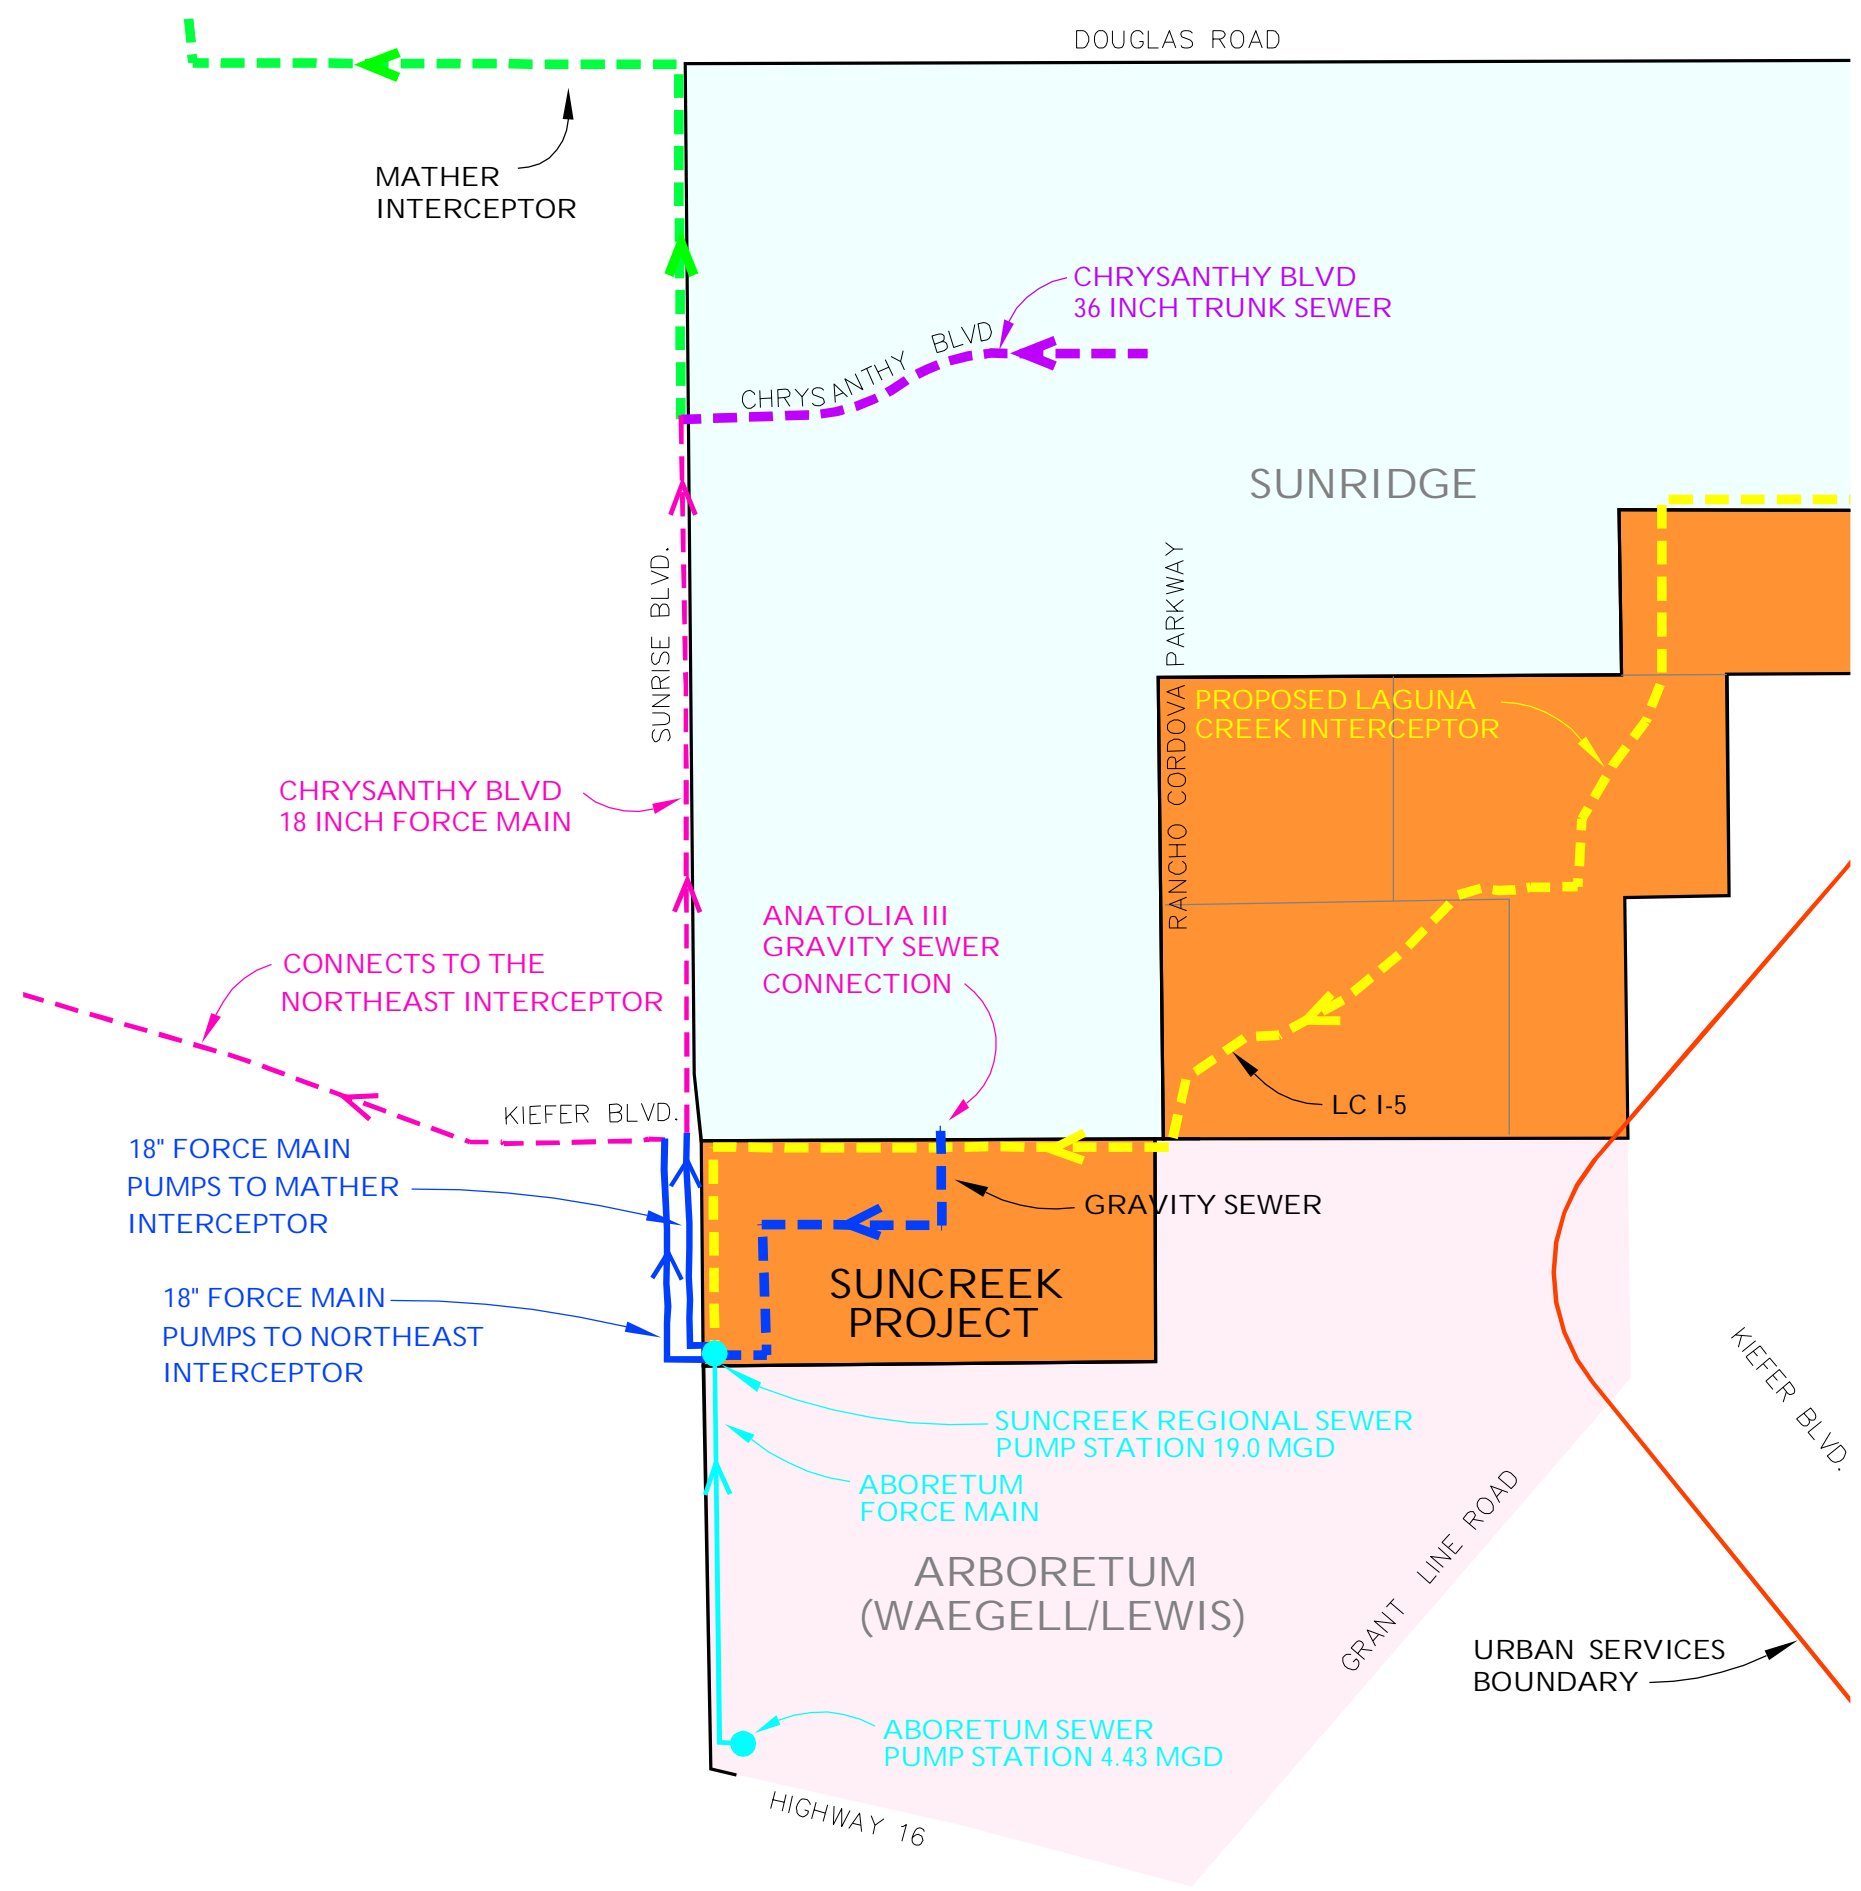 DOUGLAS ROAD
MATHER
INTERCEPTOR
CHRYSANTHY BLVD
36 INCH TRUNK SEWER
CHRYSANTHY BLVD
SUNRIDGE
SUNRISE BLVD.
RANCHO CORDOVA PARKWAY
PROPOSED LAGUNA
CREEK INTERCEPTOR
CHRYSANTHY BLVD
18 INCH FORCE MAIN
ANATOLIA III
GRAVITY SEWER
CONNECTION
CONNECTS TO THE
NORTHEAST INTERCEPTOR
KIEFER BLVD.
LC I-5
18" FORCE MAIN
PUMPS TO MATHER
INTERCEPTOR
GRAVITY SEWER
SUNCREEK
PROJECT
18" FORCE MAIN
PUMPS TO NORTHEAST
INTERCEPTOR
KIEFER BLVD.
SUNCREEK REGIONAL SEWER
PUMP STATION 19.0 MGD
ABORETUM
FORCE MAIN
ARBORETUM
(WAEGELL/LEWIS)
GRANT LINE ROAD
URBAN SERVICES
BOUNDARY
ABORETUM SEWER
PUMP STATION 4.43 MGD
HIGHWAY 16